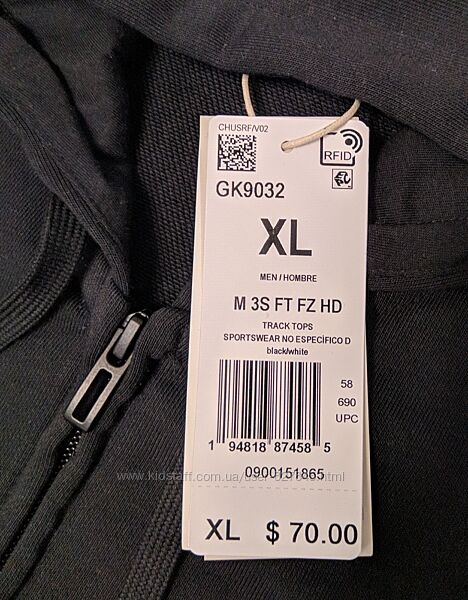 CHUSRF/V02
RFID
GK9032
XL
MEN / HOMBRE
M 3S FT FZ HD
TRACK TOPS
SPORTSWEAR NO ESPECÍFICO D
black/white
58
690
UPC
1 94818 87458 5
0900151865
XL $ 70.00